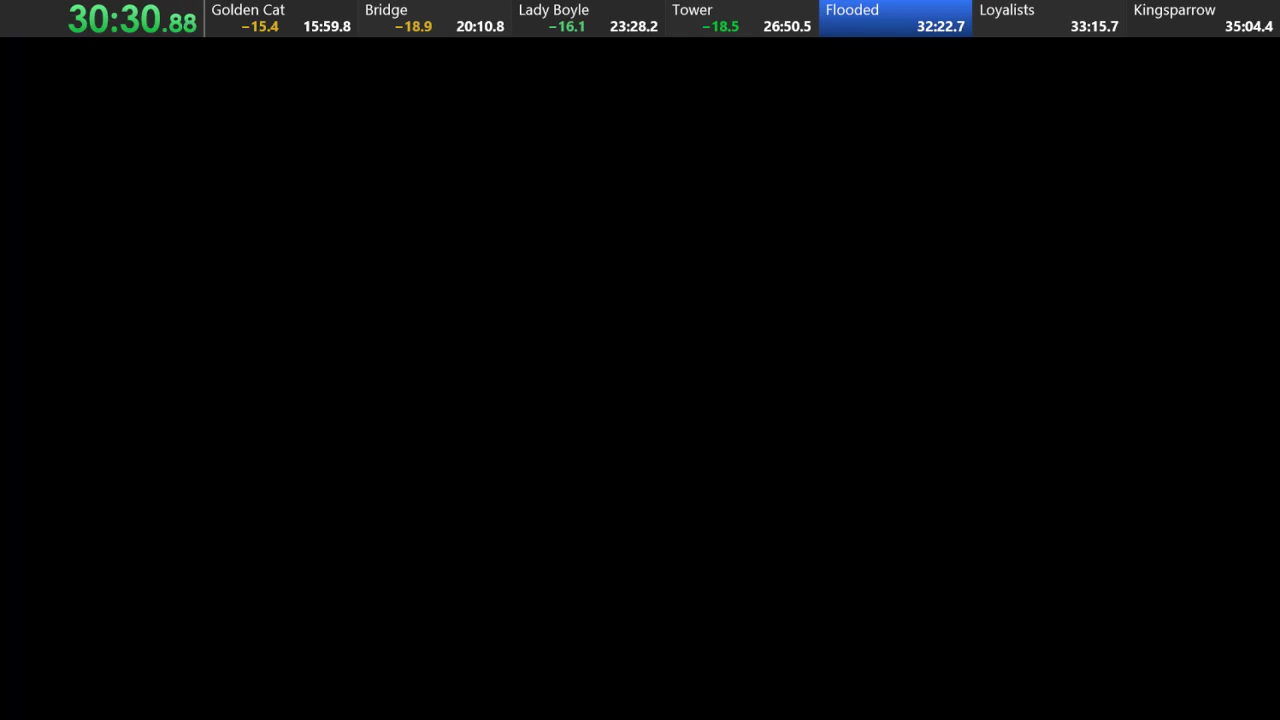 30:30.88
Golden Cat
−15.4 15:59.8
Bridge
−18.9 20:10.8
Lady Boyle
−16.1 23:28.2
Tower
−18.5 26:50.5
Flooded
32:22.7
Loyalists
33:15.7
Kingsparrow
35:04.4